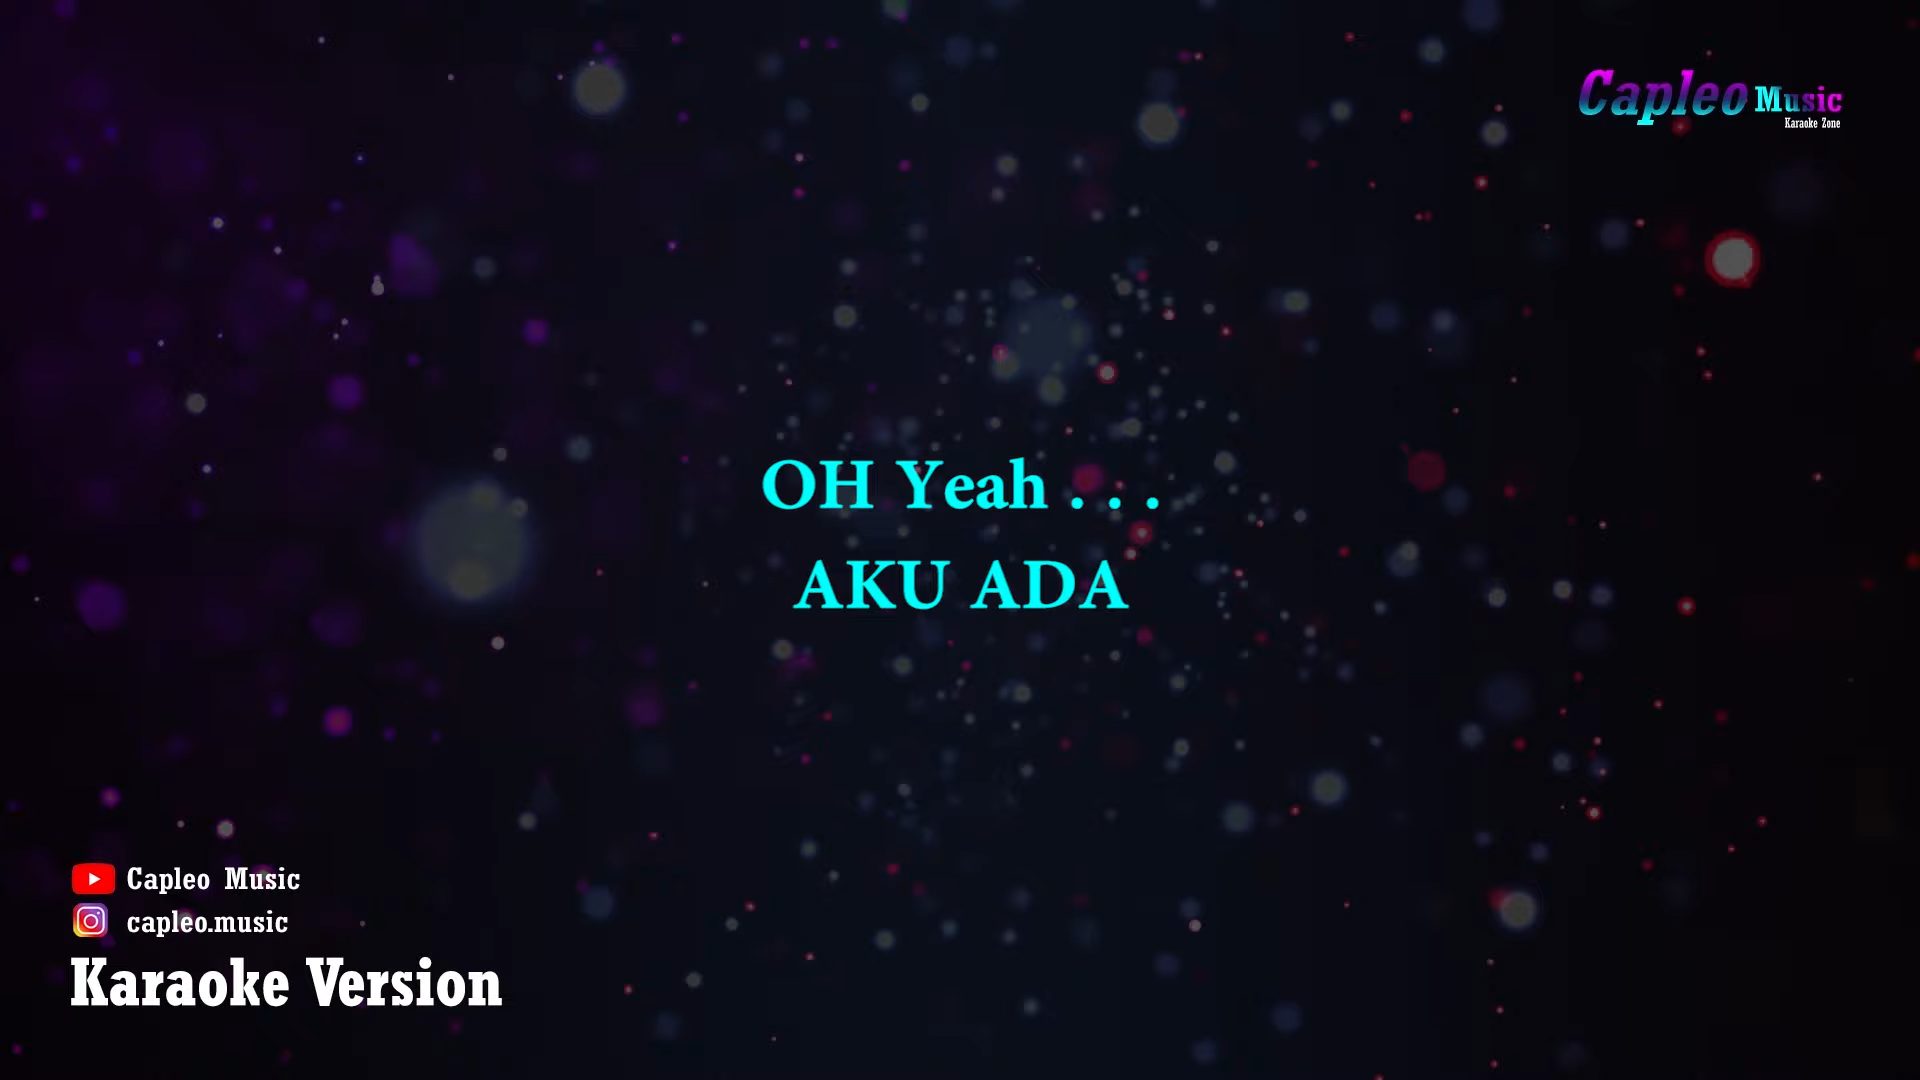 Capleo Music
Karaoke Zone
OH Yeah . . .
AKU ADA
Capleo Music
capleo.music
Karaoke Version